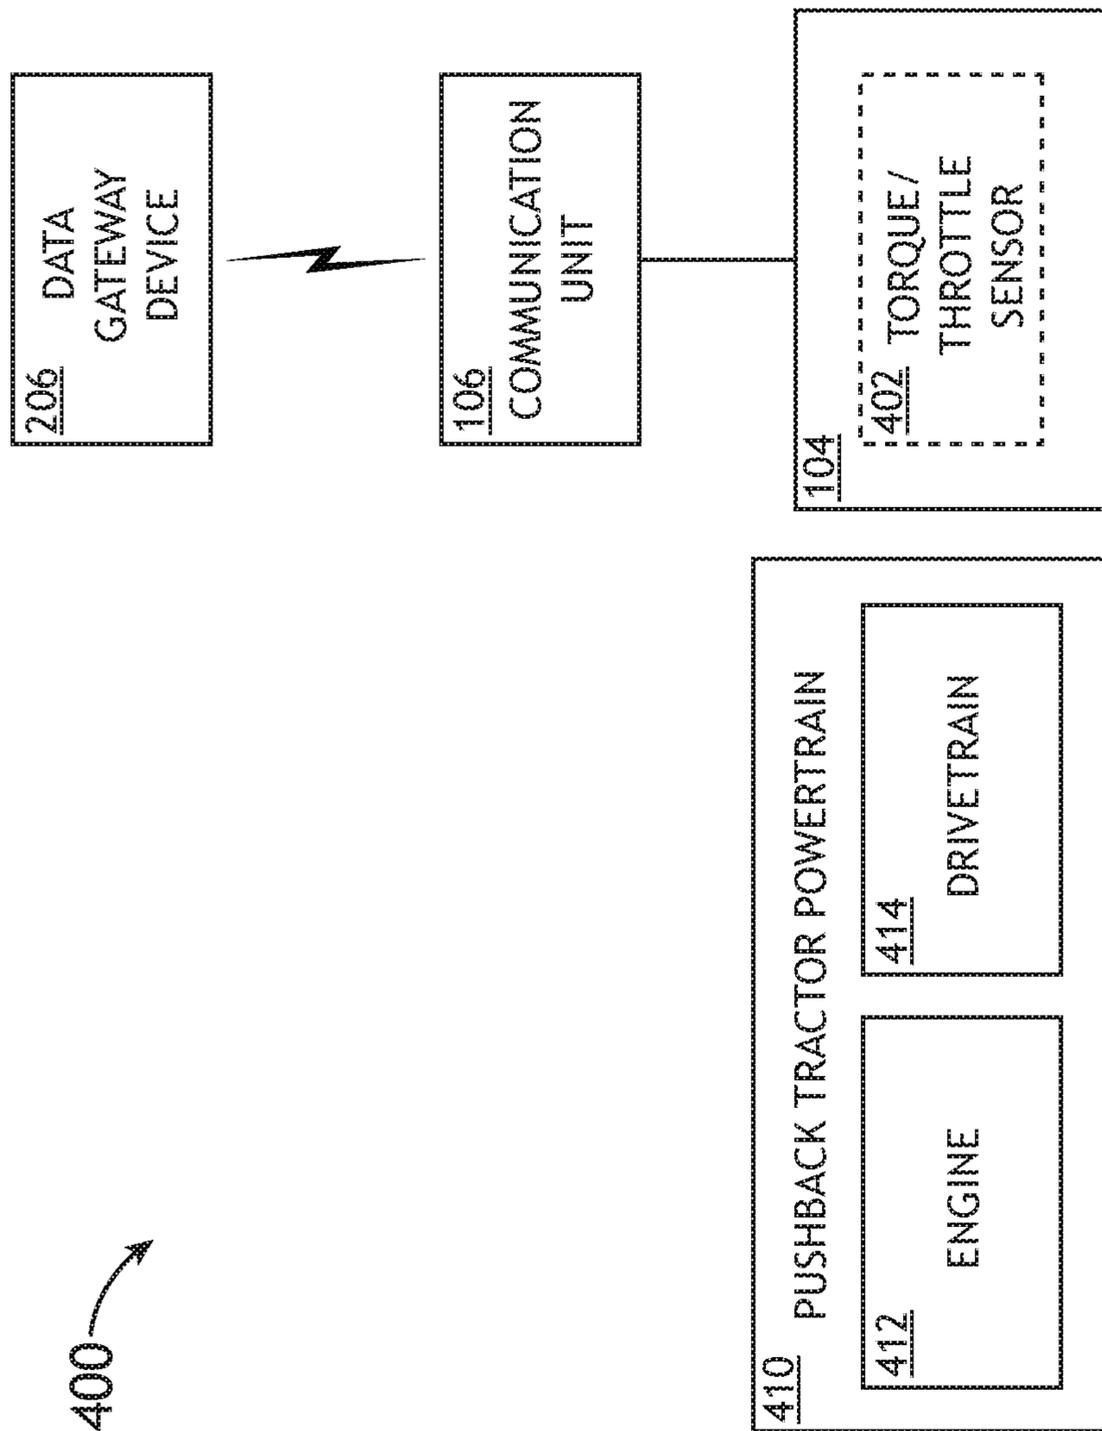 400
206
DATA
GATEWAY
DEVICE
106
COMMUNICATION
UNIT
104
402
TORQUE/
THROTTLE
SENSOR
410
PUSHBACK TRACTOR POWERTRAIN
412
ENGINE
414
DRIVETRAIN